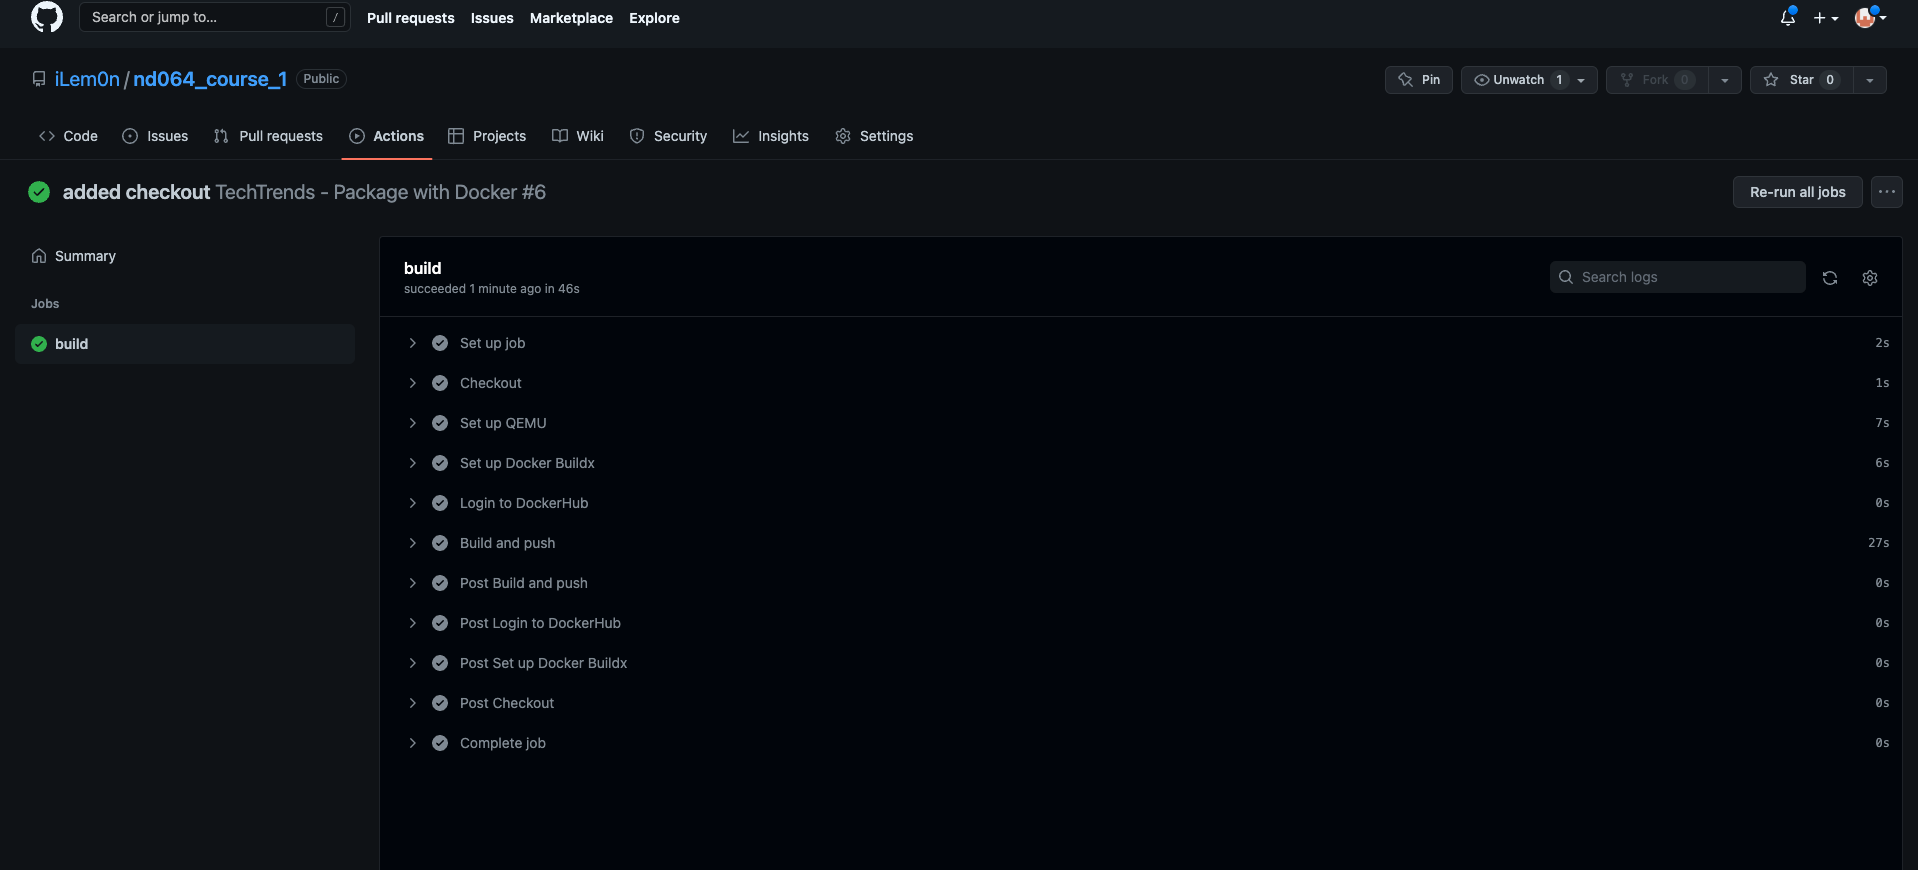 Search or jump to... / Pull requests Issues Marketplace Explore
iLem0n / nd064_course_1 Public Pin Unwatch 1 Fork 0 Star 0
Code Issues Pull requests Actions Projects Wiki Security Insights Settings
added checkout TechTrends - Package with Docker #6 Re-run all jobs ...
Summary
Jobs
build
build
succeeded 1 minute ago in 46s
Search logs
Set up job 2s
Checkout 1s
Set up QEMU 7s
Set up Docker Buildx 6s
Login to DockerHub 0s
Build and push 27s
Post Build and push 0s
Post Login to DockerHub 0s
Post Set up Docker Buildx 0s
Post Checkout 0s
Complete job 0s